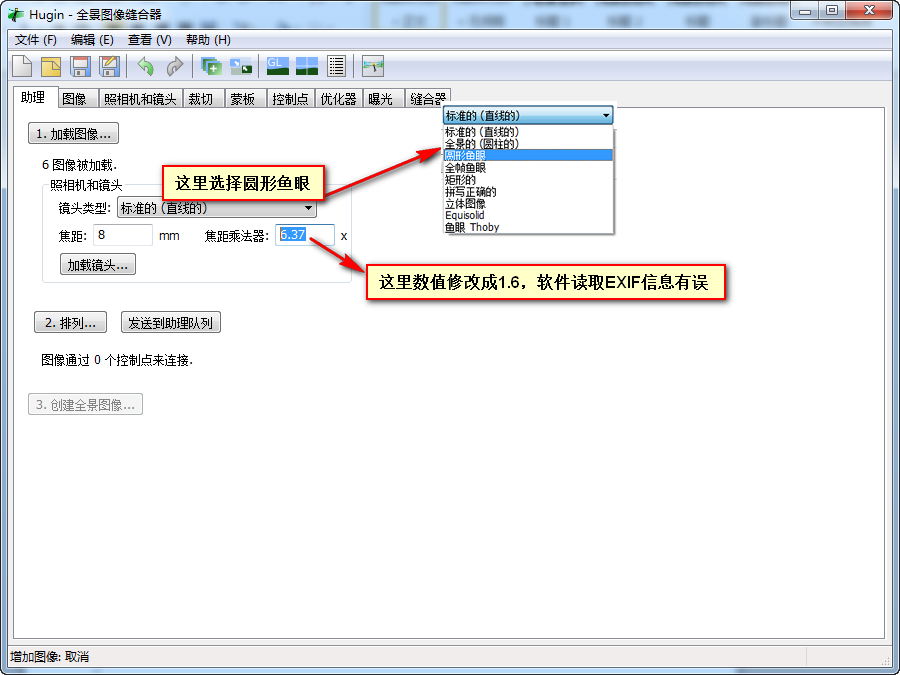 Hugin - 全景图像缝合器
文件 (F) 编辑 (E) 查看 (V) 帮助 (H)
GL
助理 图像 照相机和镜头 裁切 蒙板 控制点 优化器 曝光 缝合器
1. 加载图像...
6 图像被加载.
照相机和镜头
镜头类型: 标准的 (直线的)
焦距: 8 mm 焦距乘法器: 6.37 x
加载镜头...
这里选择圆形鱼眼
标准的 (直线的)
标准的 (直线的)
全景的 (圆柱的)
圆形鱼眼
全帧鱼眼
矩形的
拼写正确的
立体图像
Equisolid
鱼眼 Thoby
这里数值修改成1.6，软件读取EXIF信息有误
2. 排列... 发送到助理队列
图像通过 0 个控制点来连接.
3. 创建全景图像...
增加图像: 取消